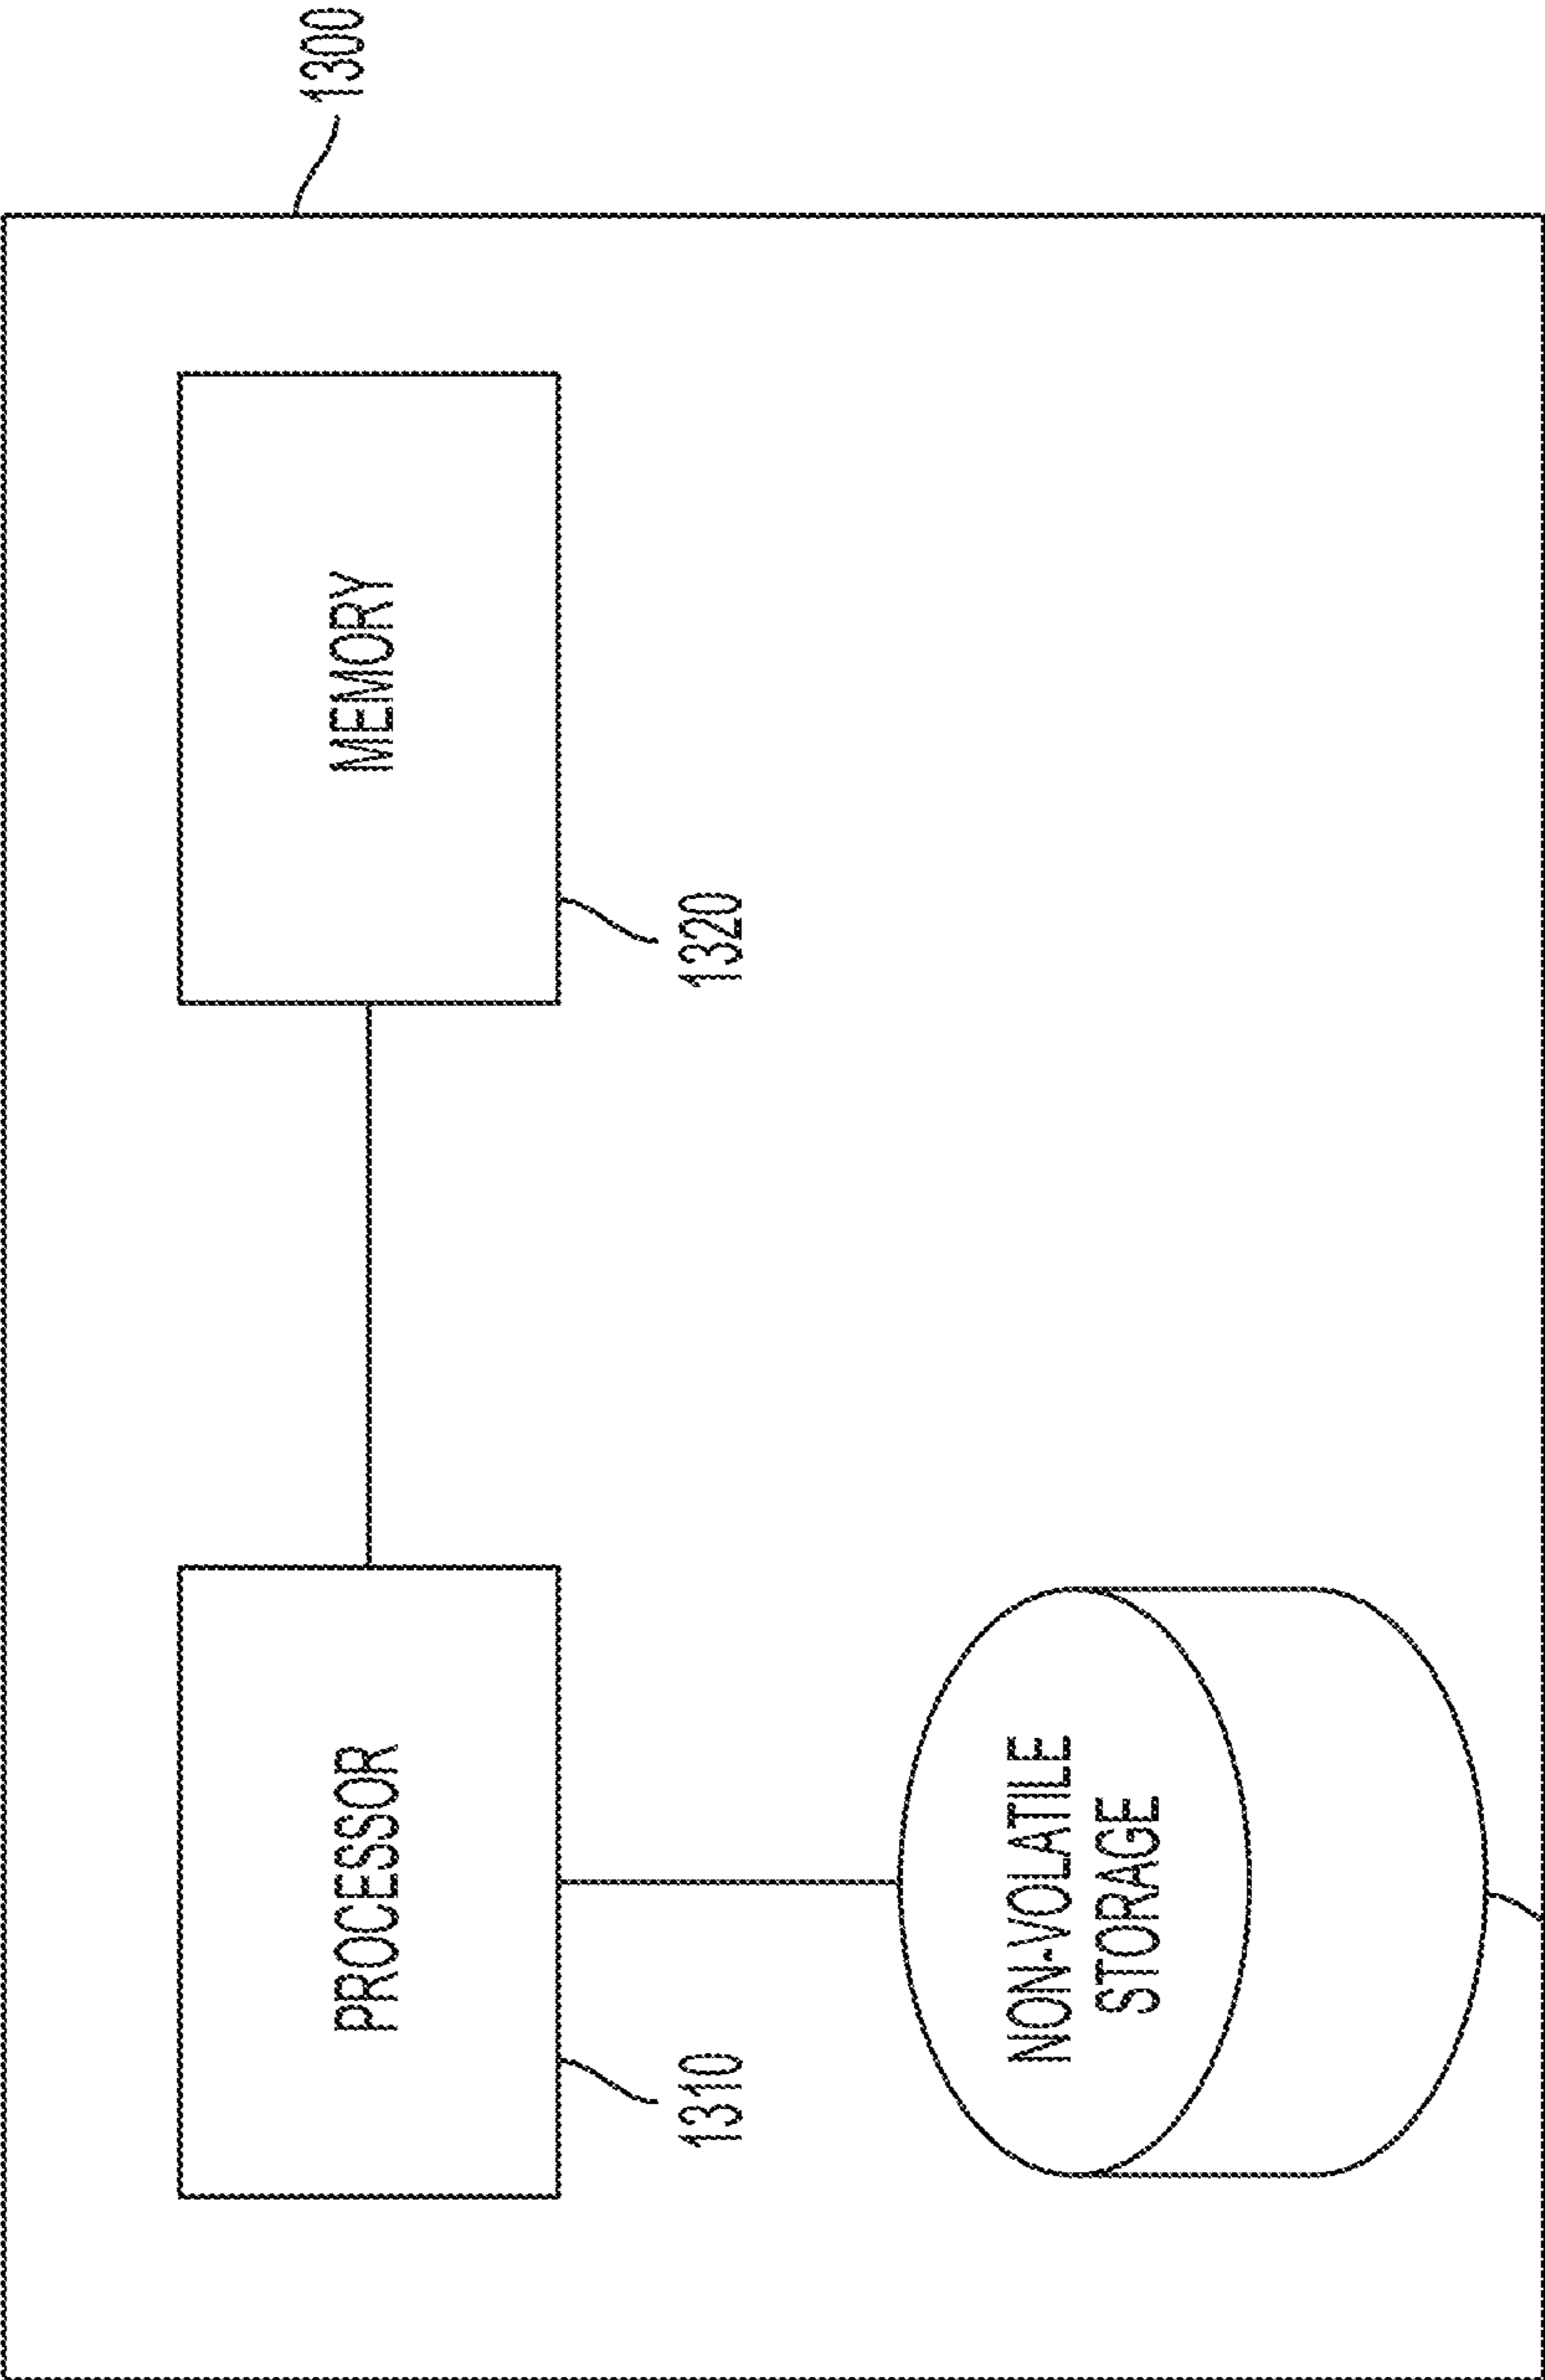 1300
PROCESSOR
MEMORY
1310
1320
NON-VOLATILE
STORAGE